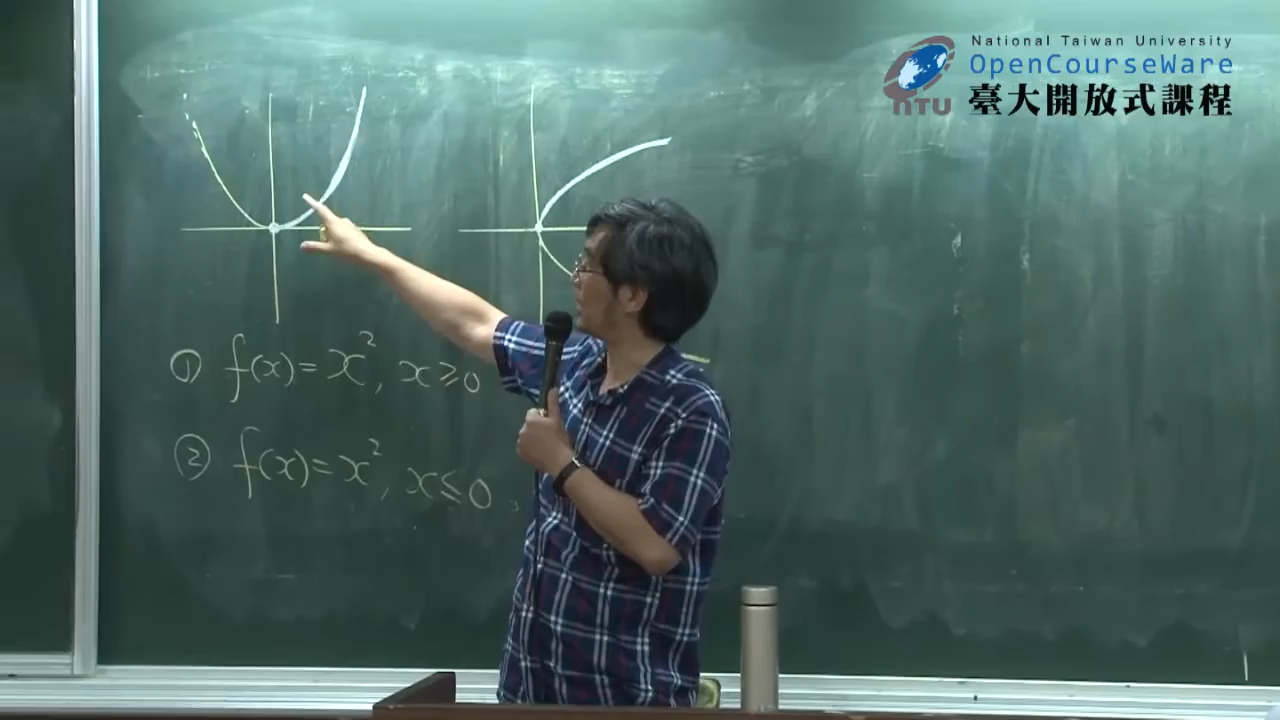 National Taiwan University
OpenCourseWare
NTU
臺大開放式課程
① f(x)=x², x≥0
② f(x)=x², x≤0,